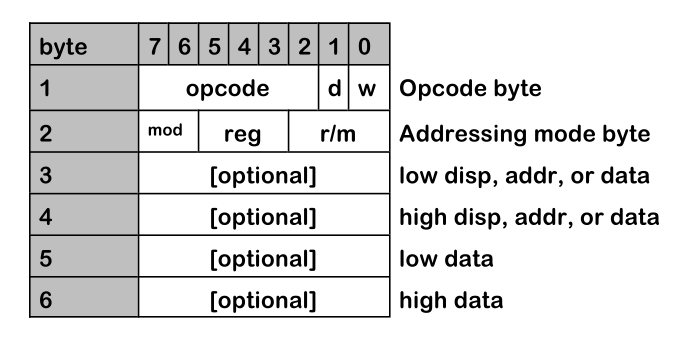 byte 7 6 5 4 3 2 1 0
1 opcode d w Opcode byte
2 mod reg r/m Addressing mode byte
3 [optional] low disp, addr, or data
4 [optional] high disp, addr, or data
5 [optional] low data
6 [optional] high data